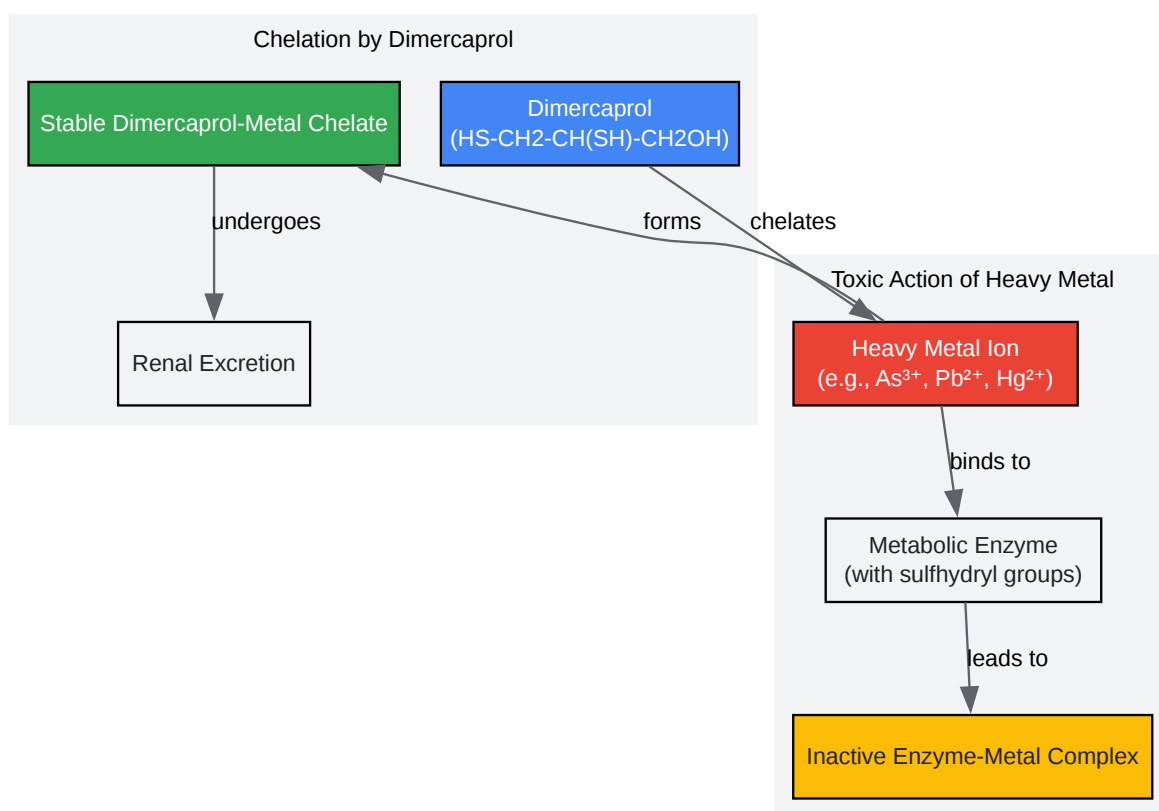 Chelation by Dimercaprol
Stable Dimercaprol-Metal Chelate
Dimercaprol
(HS-CH2-CH(SH)-CH2OH)
undergoes
forms
chelates
Renal Excretion
Toxic Action of Heavy Metal
Heavy Metal Ion
(e.g., As³⁺, Pb²⁺, Hg²⁺)
binds to
Metabolic Enzyme
(with sulfhydryl groups)
leads to
Inactive Enzyme-Metal Complex